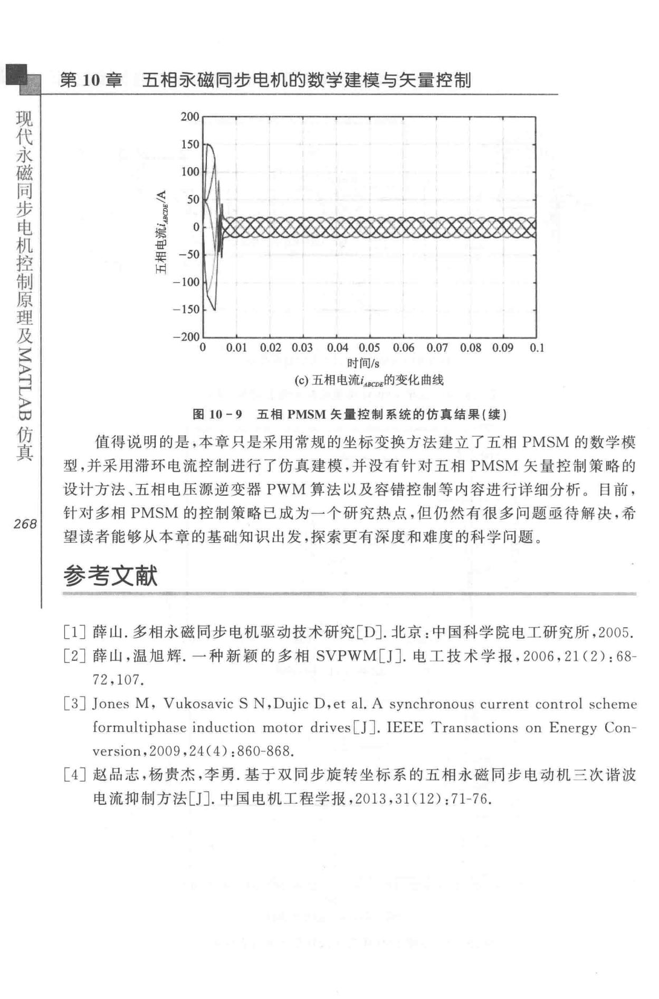 第 10 章 五相永磁同步电机的数学建模与矢量控制
现代永磁同步电机控制原理及MATLAB仿真
268
200
150
100
50
0
-50
-100
-150
-200
五相电流iABCDE/A
0 0.01 0.02 0.03 0.04 0.05 0.06 0.07 0.08 0.09 0.1
时间/s
(c) 五相电流iABCDE的变化曲线
图 10-9 五相 PMSM 矢量控制系统的仿真结果(续)
值得说明的是,本章只是采用常规的坐标变换方法建立了五相 PMSM 的数学模
型,并采用滞环电流控制进行了仿真建模,并没有针对五相 PMSM 矢量控制策略的
设计方法、五相电压源逆变器 PWM 算法以及容错控制等内容进行详细分析。目前,
针对多相 PMSM 的控制策略已成为一个研究热点,但仍然有很多问题亟待解决,希
望读者能够从本章的基础知识出发,探索更有深度和难度的科学问题。
参考文献
[1] 薛山. 多相永磁同步电机驱动技术研究[D]. 北京:中国科学院电工研究所,2005.
[2] 薛山,温旭辉. 一种新颖的多相 SVPWM[J]. 电工技术学报,2006,21(2):68-
72,107.
[3] Jones M, Vukosavic S N,Dujic D,et al. A synchronous current control scheme
formultiphase induction motor drives[J]. IEEE Transactions on Energy Con-
version,2009,24(4):860-868.
[4] 赵品志,杨贵杰,李勇. 基于双同步旋转坐标系的五相永磁同步电动机三次谐波
电流抑制方法[J]. 中国电机工程学报,2013,31(12):71-76.